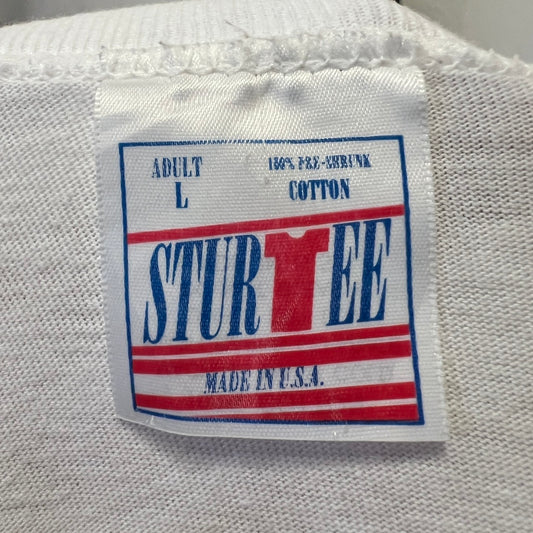 ADULT
L
100% PRE-SHRUNK
COTTON
STURTEE
MADE IN U.S.A.